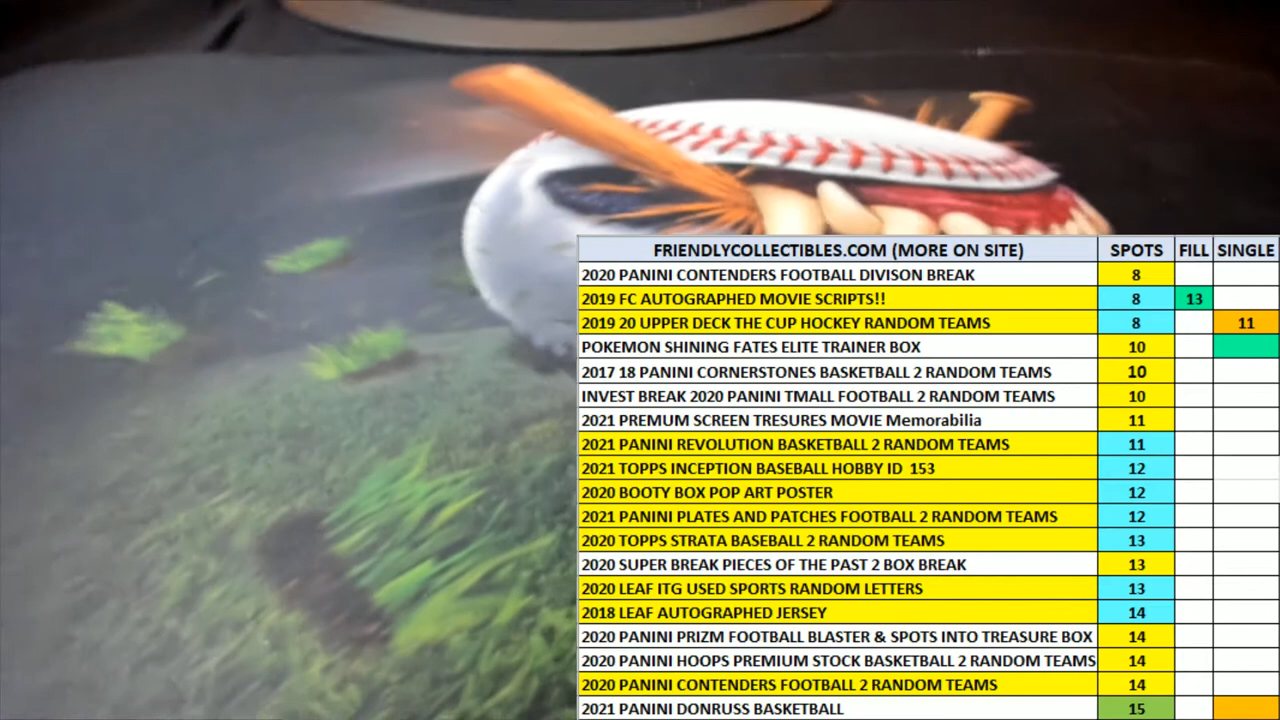 FRIENDLYCOLLECTIBLES.COM (MORE ON SITE) SPOTS FILL SINGLE
2020 PANINI CONTENDERS FOOTBALL DIVISON BREAK 8
2019 FC AUTOGRAPHED MOVIE SCRIPTS!! 8 13
2019 20 UPPER DECK THE CUP HOCKEY RANDOM TEAMS 8 11
POKEMON SHINING FATES ELITE TRAINER BOX 10
2017 18 PANINI CORNERSTONES BASKETBALL 2 RANDOM TEAMS 10
INVEST BREAK 2020 PANINI TMALL FOOTBALL 2 RANDOM TEAMS 10
2021 PREMUM SCREEN TRESURES MOVIE Memorabilia 11
2021 PANINI REVOLUTION BASKETBALL 2 RANDOM TEAMS 11
2021 TOPPS INCEPTION BASEBALL HOBBY ID 153 12
2020 BOOTY BOX POP ART POSTER 12
2021 PANINI PLATES AND PATCHES FOOTBALL 2 RANDOM TEAMS 12
2020 TOPPS STRATA BASEBALL 2 RANDOM TEAMS 13
2020 SUPER BREAK PIECES OF THE PAST 2 BOX BREAK 13
2020 LEAF ITG USED SPORTS RANDOM LETTERS 13
2018 LEAF AUTOGRAPHED JERSEY 14
2020 PANINI PRIZM FOOTBALL BLASTER & SPOTS INTO TREASURE BOX 14
2020 PANINI HOOPS PREMIUM STOCK BASKETBALL 2 RANDOM TEAMS 14
2020 PANINI CONTENDERS FOOTBALL 2 RANDOM TEAMS 14
2021 PANINI DONRUSS BASKETBALL 15